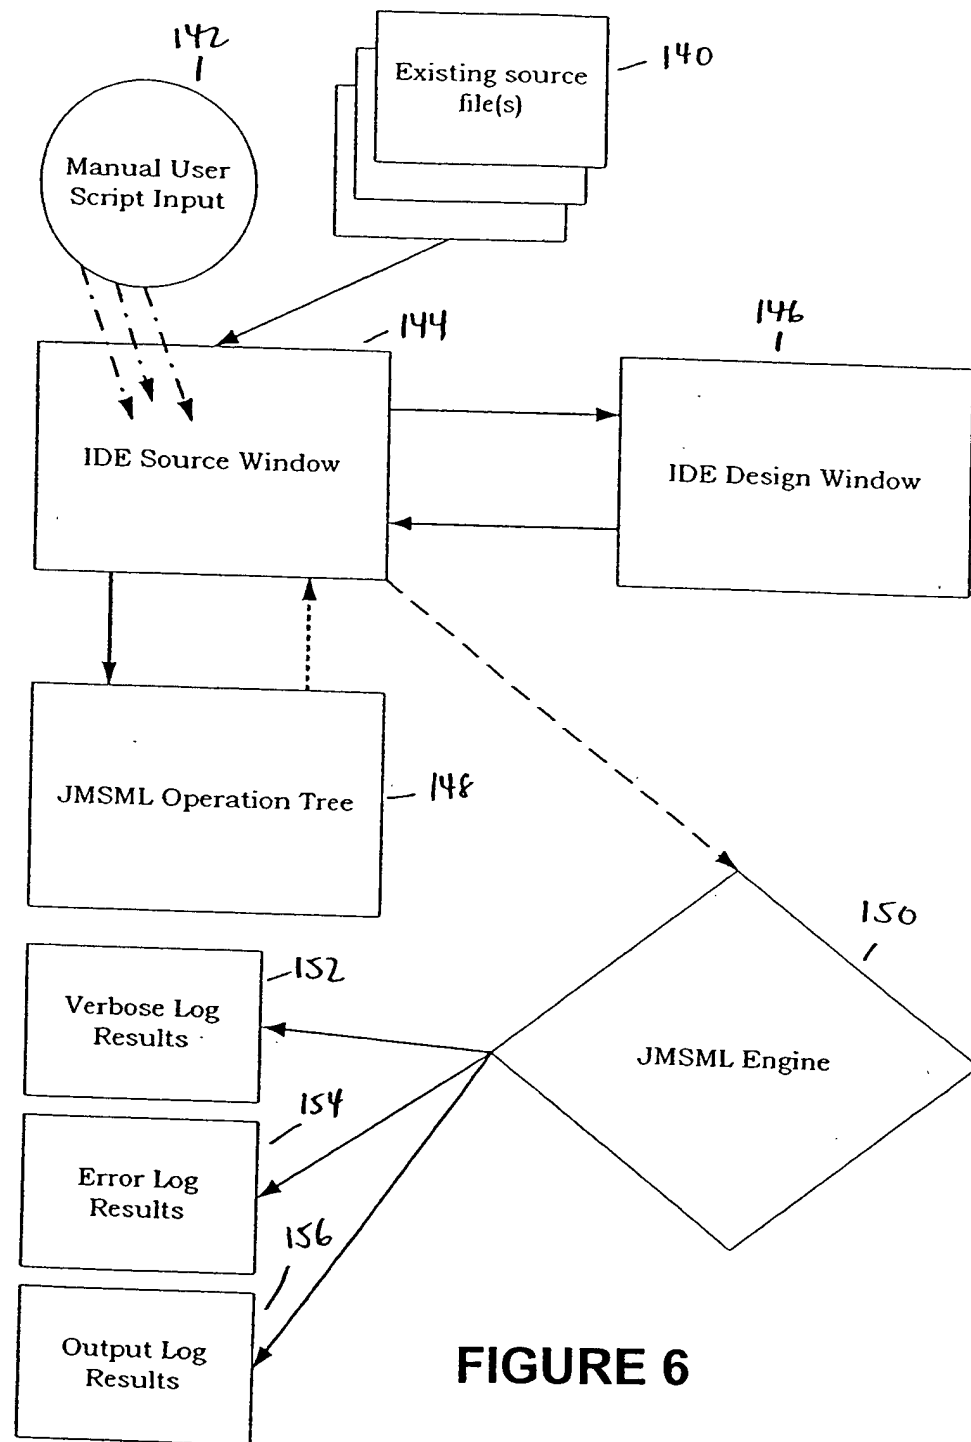 142
140
Existing source
file(s)
Manual User
Script Input
144
146
IDE Source Window
IDE Design Window
JMSML Operation Tree
148
150
152
Verbose Log
Results
JMSML Engine
154
Error Log
Results
156
Output Log
Results
FIGURE 6